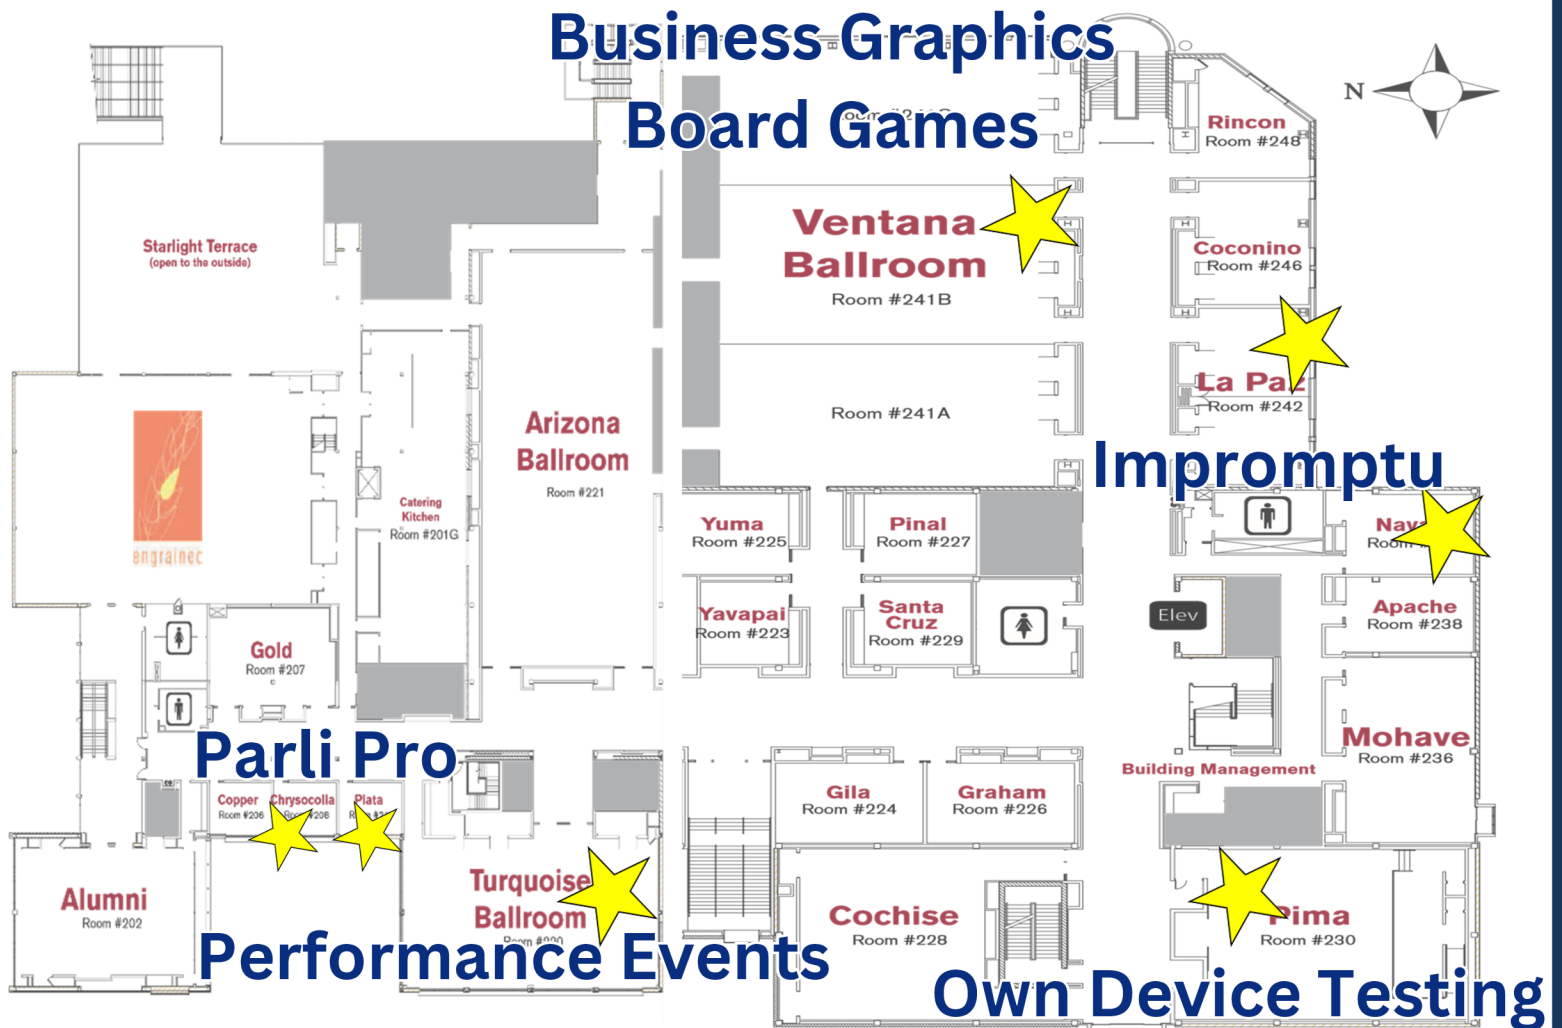 Business Graphics
Board Games
N
Rincon
Room #248
Starlight Terrace
(open to the outside)
Ventana
Ballroom
Room #241B
Coconino
Room #246
La Paz
Room #242
Room #241A
Arizona
Ballroom
Room #221
Catering
Kitchen
Room #201G
engrained
Impromptu
Yuma
Room #225
Pinal
Room #227
Yavapai
Room #223
Santa
Cruz
Room #229
Elev
Apache
Room #238
Gold
Room #207
Mohave
Room #236
Building Management
Parli Pro
Copper
Room #206
Chrysocolla
Plata
Gila
Room #224
Graham
Room #226
Alumni
Room #202
Turquoise
Ballroom
Cochise
Room #228
Pima
Room #230
Performance Events
Own Device Testing